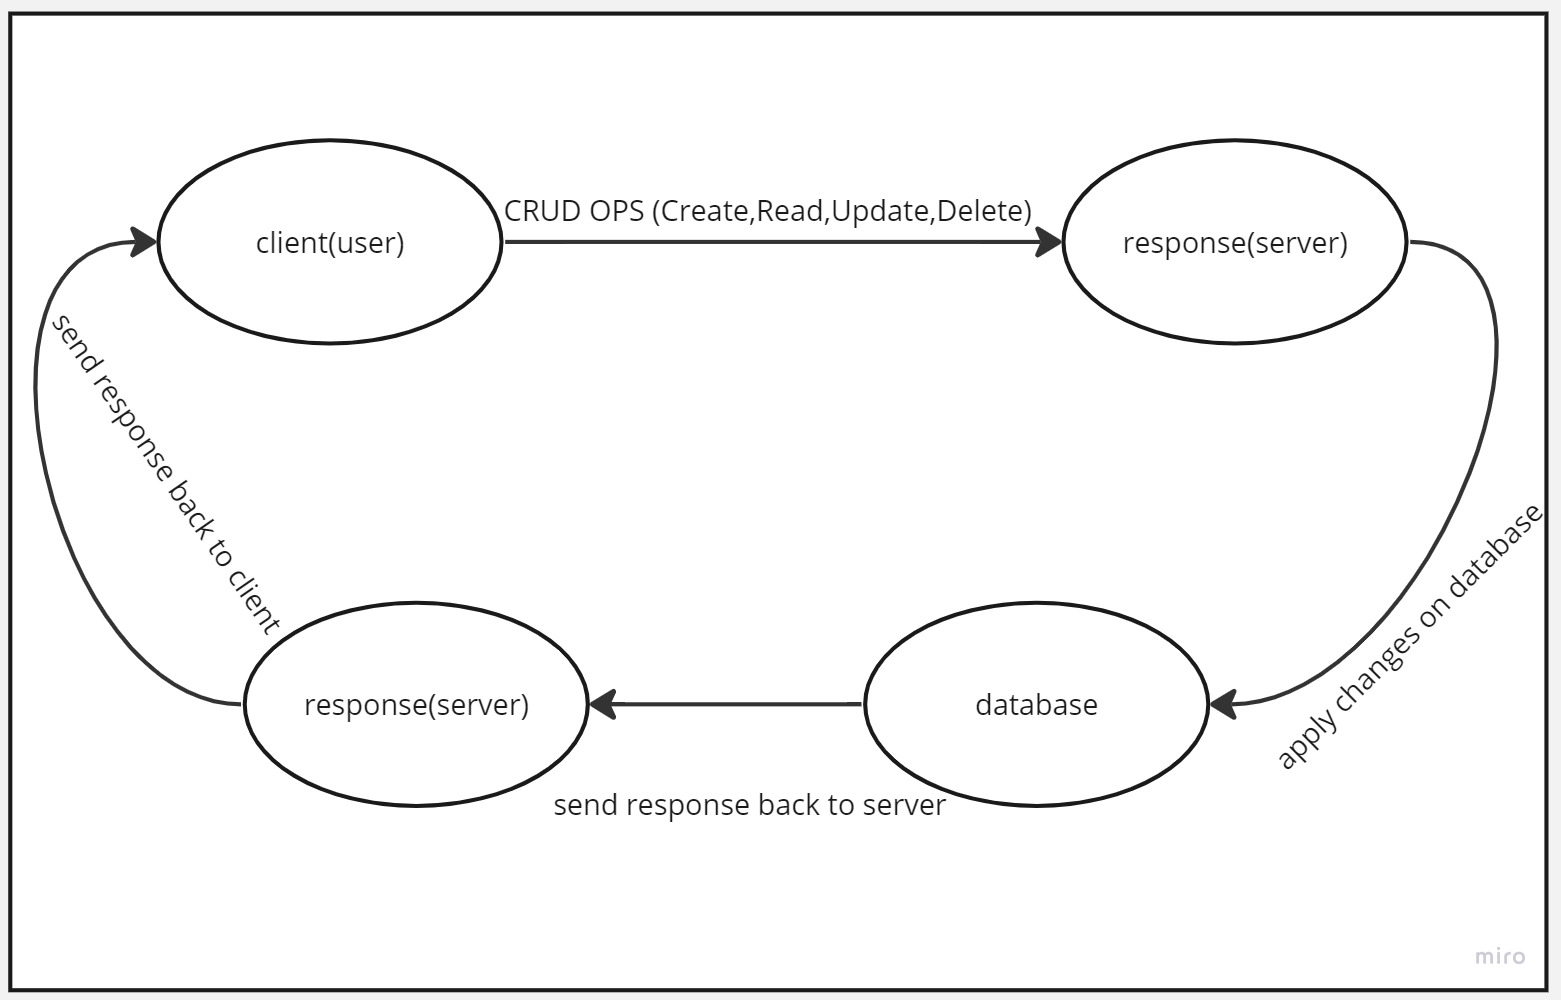 CRUD OPS (Create,Read,Update,Delete)
client(user)
response(server)
send response back to client
apply changes on database
response(server)
database
send response back to server
miro